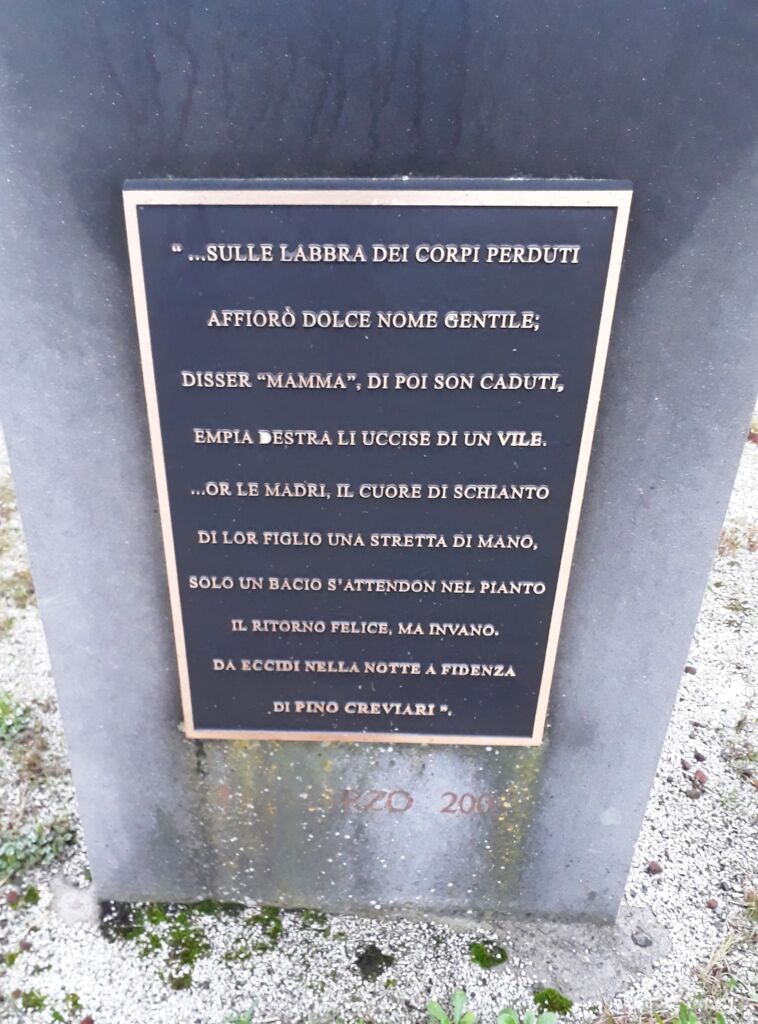 “ ...SULLE LABBRA DEI CORPI PERDUTI
AFFIORÒ DOLCE NOME GENTILE;
DISSER “MAMMA”, DI POI SON CADUTI,
EMPIA DESTRA LI UCCISE DI UN VILE.
...OR LE MADRI, IL CUORE DI SCHIANTO
DI LOR FIGLIO UNA STRETTA DI MANO,
SOLO UN BACIO S'ATTENDON NEL PIANTO
IL RITORNO FELICE, MA INVANO.
DA ECCIDI NELLA NOTTE A FIDENZA
DI PINO CREVIARI ”.